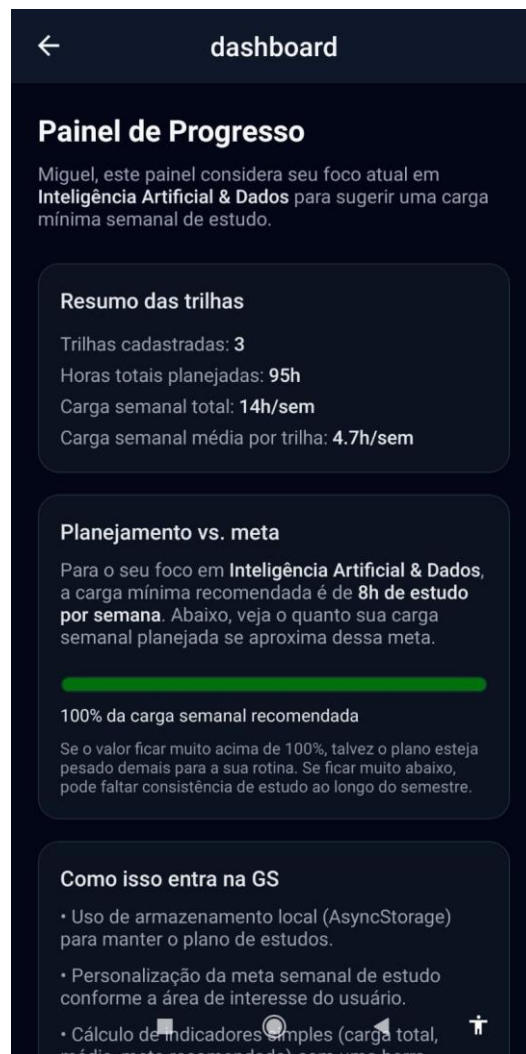 dashboard
Painel de Progresso
Miguel, este painel considera seu foco atual em
Inteligência Artificial & Dados para sugerir uma carga
mínima semanal de estudo.
Resumo das trilhas
Trilhas cadastradas: 3
Horas totais planejadas: 95h
Carga semanal total: 14h/sem
Carga semanal média por trilha: 4.7h/sem
Planejamento vs. meta
Para o seu foco em Inteligência Artificial & Dados,
a carga mínima recomendada é de 8h de estudo
por semana. Abaixo, veja o quanto sua carga
semanal planejada se aproxima dessa meta.
100% da carga semanal recomendada
Se o valor ficar muito acima de 100%, talvez o plano esteja
pesado demais para a sua rotina. Se ficar muito abaixo,
pode faltar consistência de estudo ao longo do semestre.
Como isso entra na GS
• Uso de armazenamento local (AsyncStorage)
para manter o plano de estudos.
• Personalização da meta semanal de estudo
conforme a área de interesse do usuário.
• Cálculo de indicadores simples (carga total,
média, meta recomendada) com uma barra